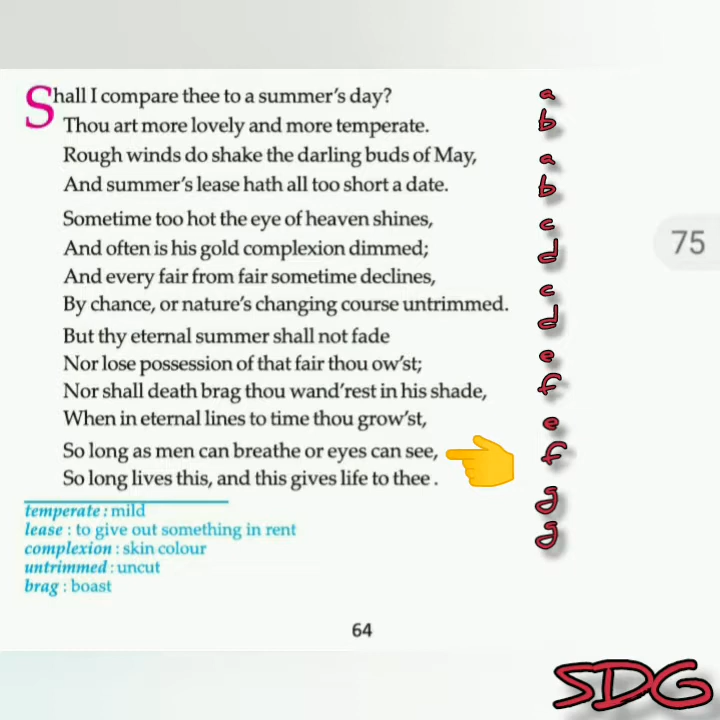 Shall I compare thee to a summer's day?
Thou art more lovely and more temperate.
Rough winds do shake the darling buds of May,
And summer's lease hath all too short a date.
Sometime too hot the eye of heaven shines,
And often is his gold complexion dimmed;
And every fair from fair sometime declines,
By chance, or nature's changing course untrimmed.
But thy eternal summer shall not fade
Nor lose possession of that fair thou ow'st;
Nor shall death brag thou wand'rest in his shade,
When in eternal lines to time thou grow'st,
So long as men can breathe or eyes can see,
So long lives this, and this gives life to thee.
a
b
a
b
c
d
c
d
e
f
e
f
g
g
75
temperate : mild
lease : to give out something in rent
complexion : skin colour
untrimmed : uncut
brag : boast
64
SDG